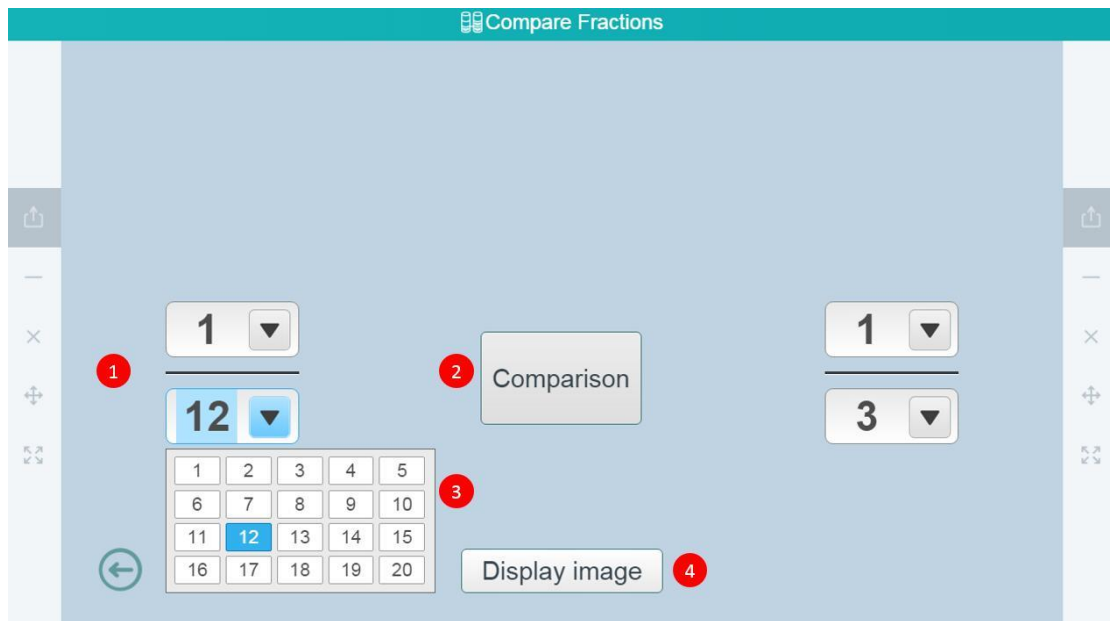 Compare Fractions
1 1
1 2 Comparison
12 3
1 2 3 4 5
3
6 7 8 9 10
11 12 13 14 15
16 17 18 19 20
Display image 4